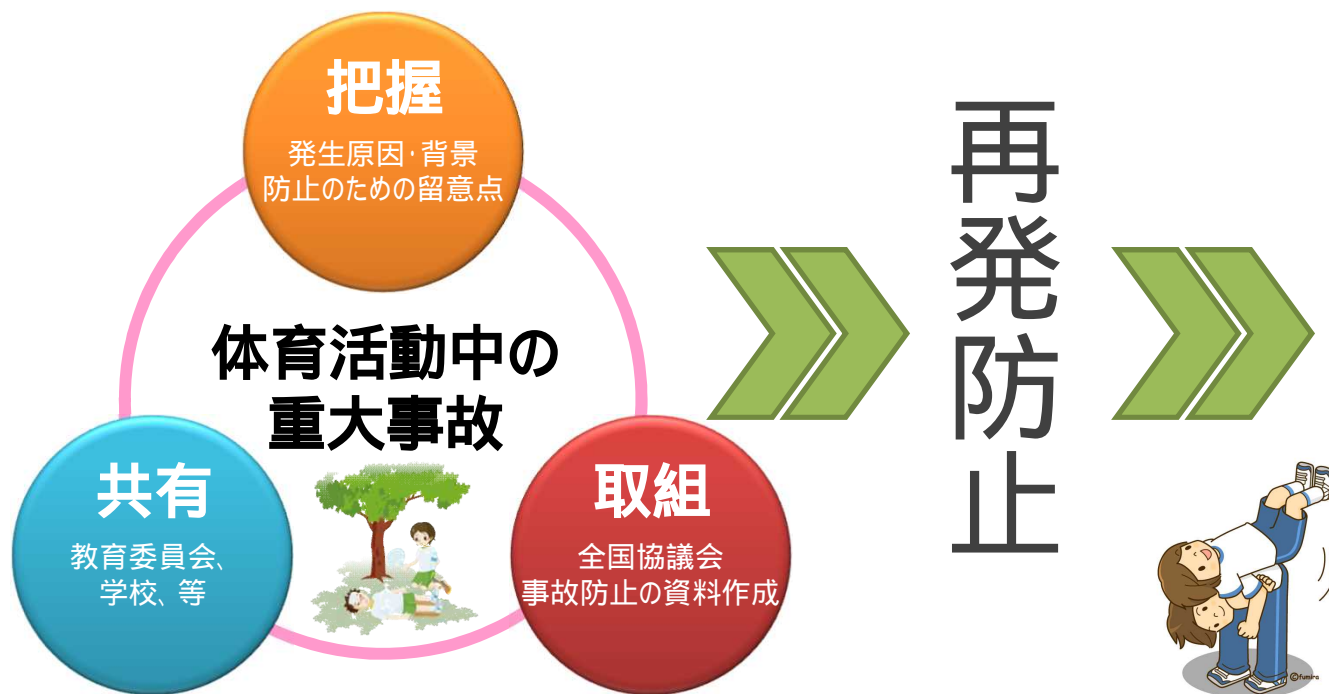 把握
発生原因・背景
防止のための留意点
体育活動中の
重大事故
共有
教育委員会、
学校、等
取組
全国協議会
事故防止の資料作成
再発防止
©fumira